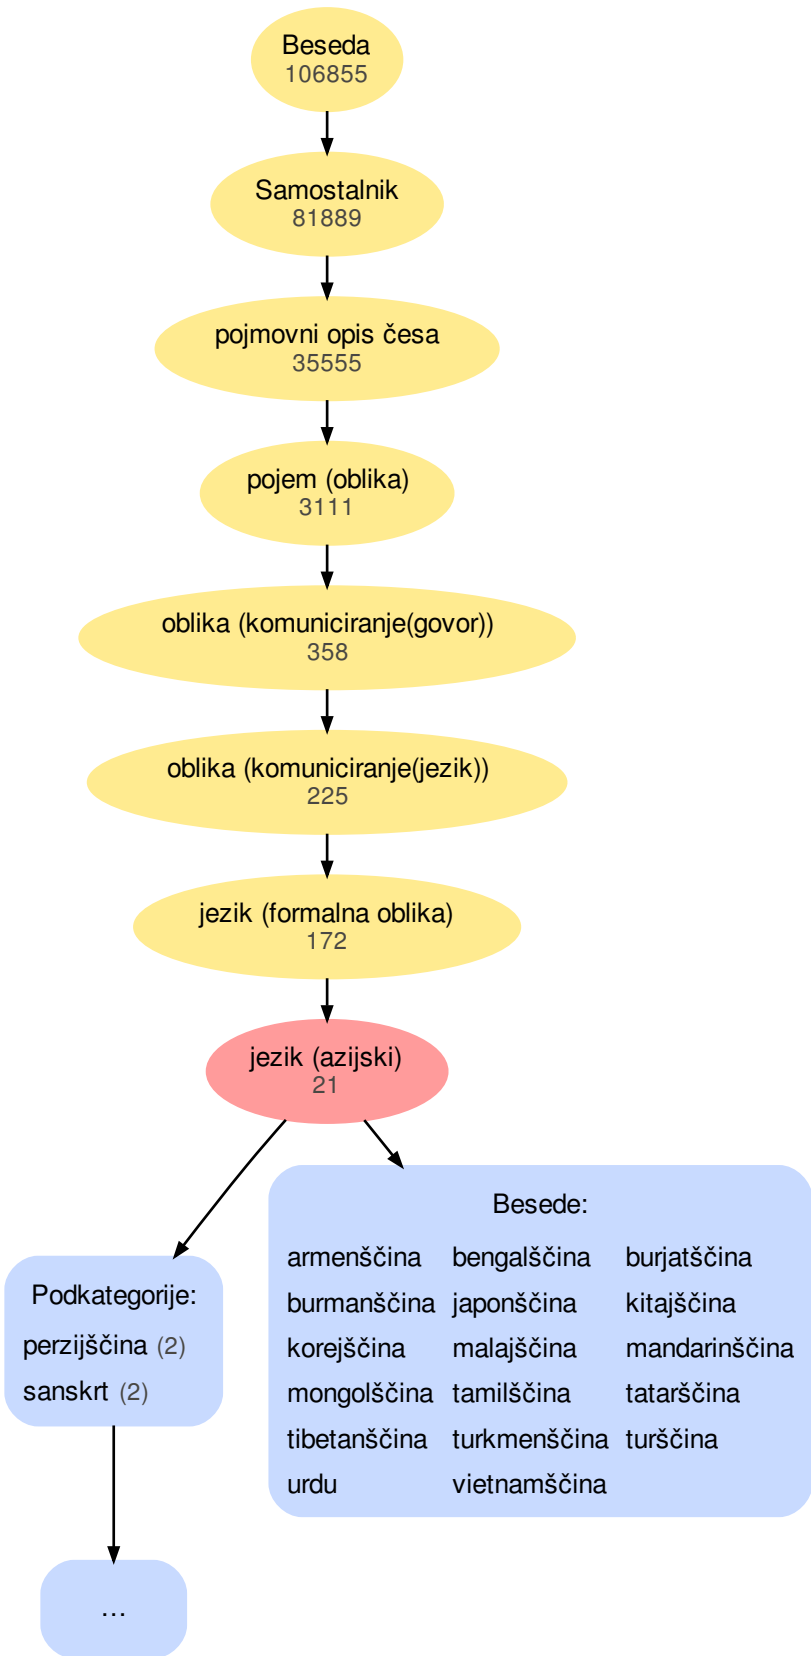 Beseda
106855
Samostalnik
81889
pojmovni opis česa
35555
pojem (oblika)
3111
oblika (komuniciranje(govor))
358
oblika (komuniciranje(jezik))
225
jezik (formalna oblika)
172
jezik (azijski)
21
Besede:
armenščina bengalščina burjatščina
burmanščina japonščina kitajščina
korejščina malajščina mandarinščina
mongolščina tamilščina tatarščina
tibetanščina turkmenščina turščina
urdu vietnamščina
Podkategorije:
perzijščina (2)
sanskrt (2)
...